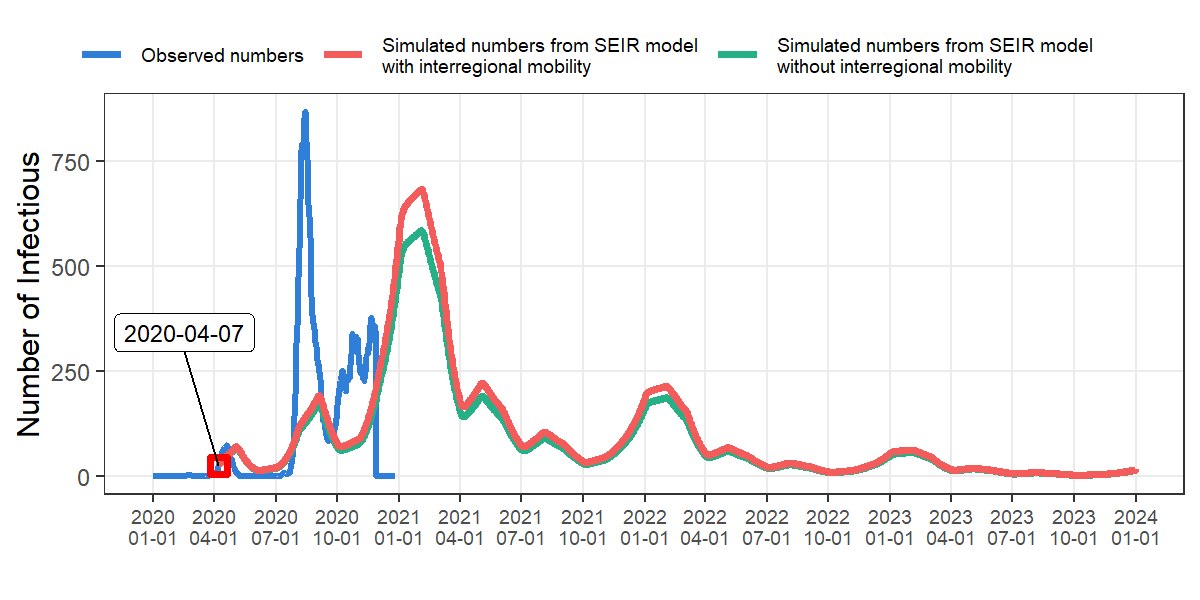 Observed numbers
Simulated numbers from SEIR model
with interregional mobility
Simulated numbers from SEIR model
without interregional mobility
Number of Infectious
750
500
250
0
2020-04-07
2020 2020 2020 2020 2021 2021 2021 2021 2022 2022 2022 2022 2023 2023 2023 2023 2024
01-01 04-01 07-01 10-01 01-01 04-01 07-01 10-01 01-01 04-01 07-01 10-01 01-01 04-01 07-01 10-01 01-01